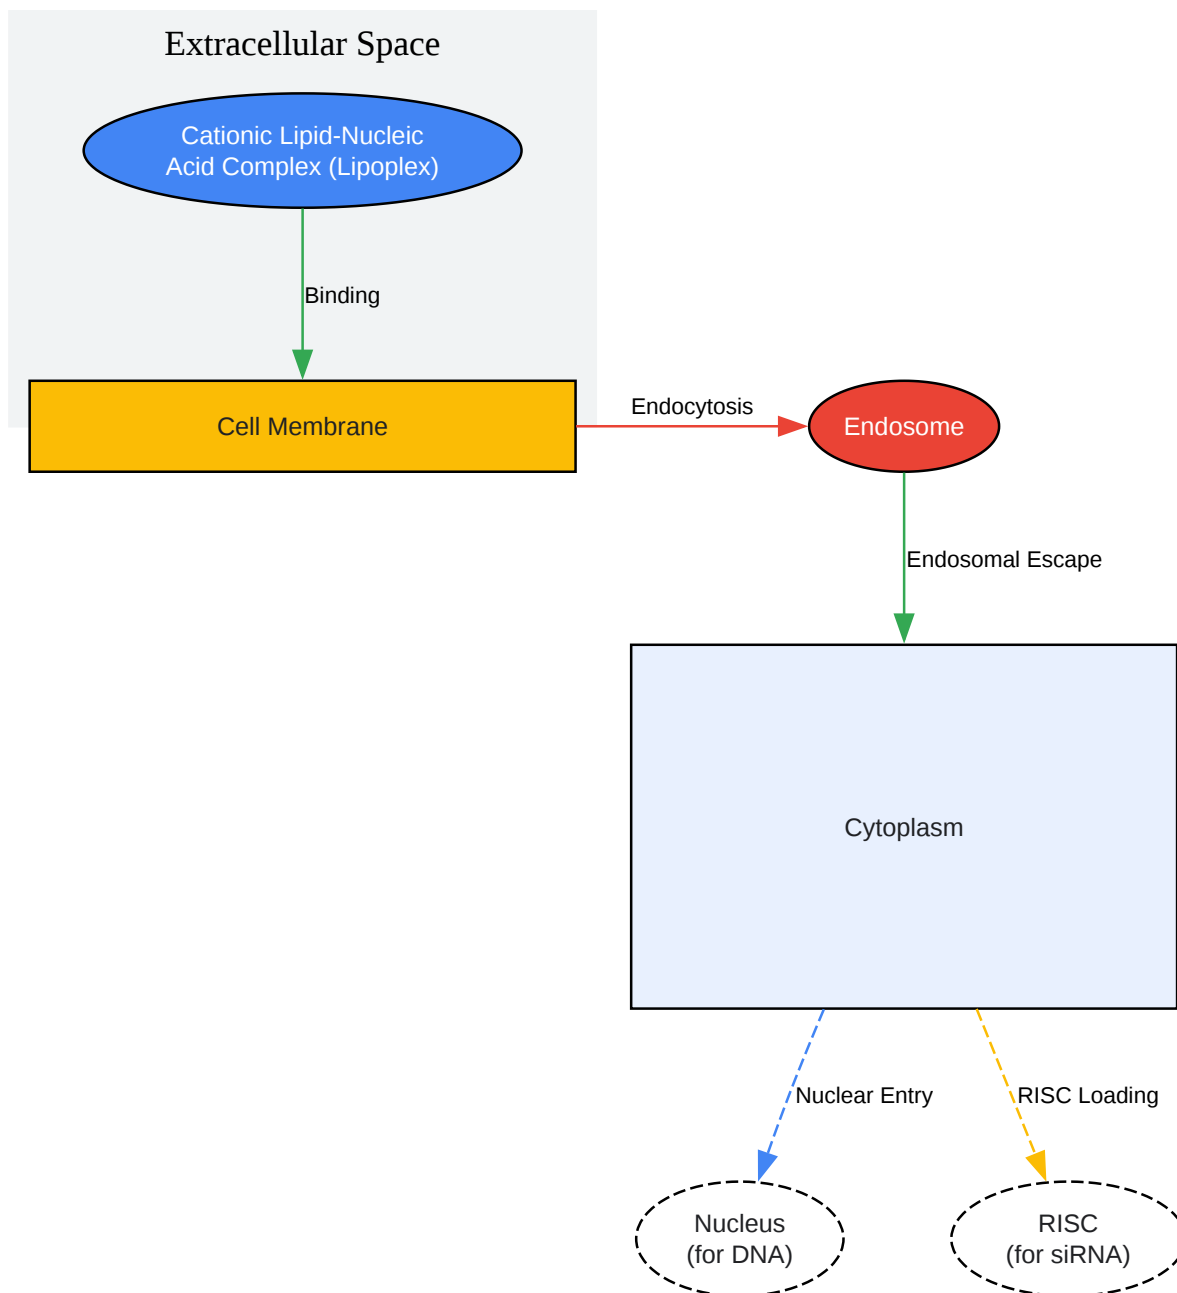 Extracellular Space
Cationic Lipid-Nucleic
Acid Complex (Lipoplex)
Binding
Cell Membrane
Endocytosis
Endosome
Endosomal Escape
Cytoplasm
Nuclear Entry
RISC Loading
Nucleus
(for DNA)
RISC
(for siRNA)